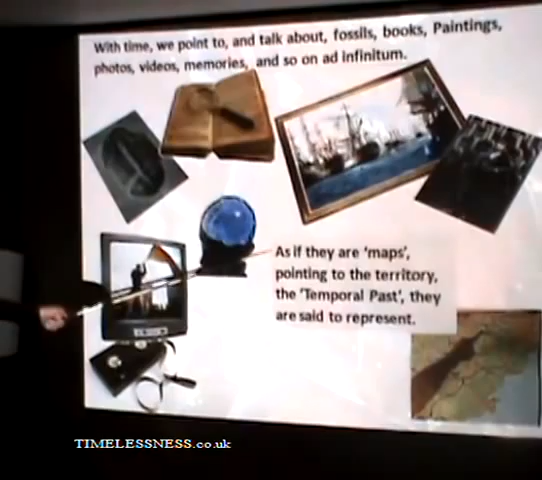 With time, we point to, and talk about, fossils, books, Paintings,
photos, videos, memories, and so on ad infinitum.
As if they are 'maps',
pointing to the territory,
the 'Temporal Past', they
are said to represent.
TIMELESSNESS.co.uk